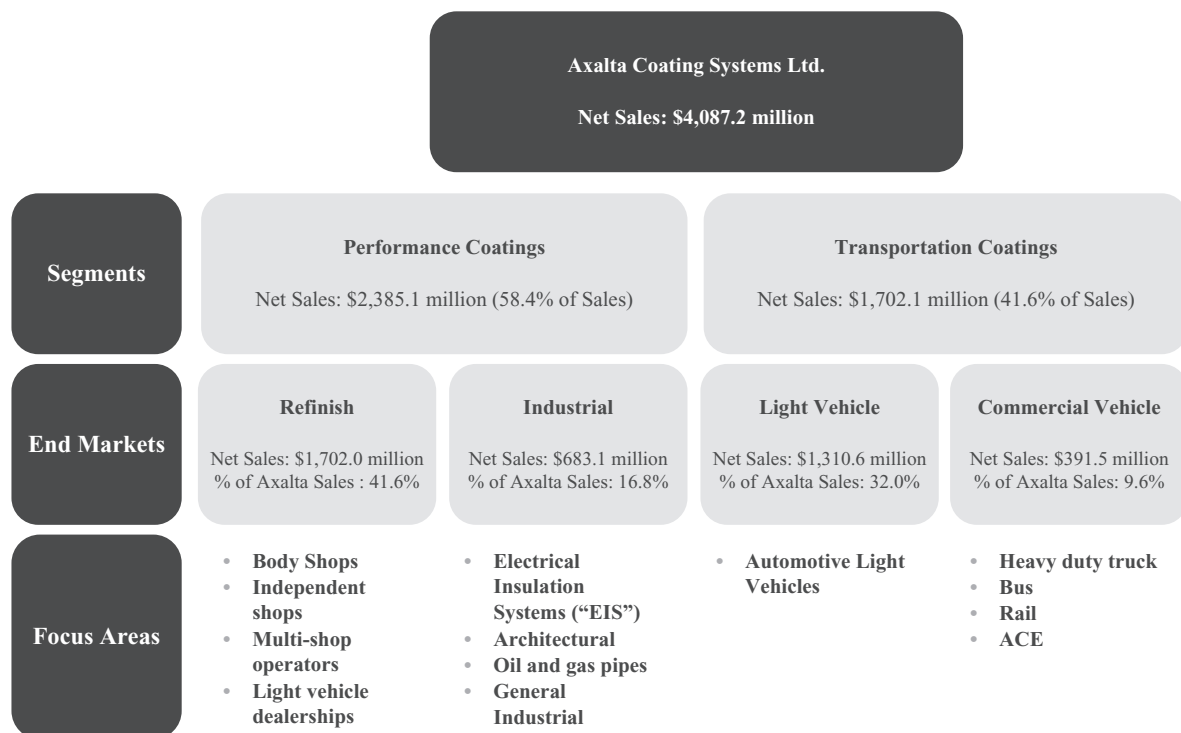 Axalta Coating Systems Ltd.
Net Sales: $4,087.2 million
Segments
Performance Coatings
Net Sales: $2,385.1 million (58.4% of Sales)
Transportation Coatings
Net Sales: $1,702.1 million (41.6% of Sales)
End Markets
Refinish
Net Sales: $1,702.0 million
% of Axalta Sales : 41.6%
Industrial
Net Sales: $683.1 million
% of Axalta Sales: 16.8%
Light Vehicle
Net Sales: $1,310.6 million
% of Axalta Sales: 32.0%
Commercial Vehicle
Net Sales: $391.5 million
% of Axalta Sales: 9.6%
Focus Areas
• Body Shops
• Independent
shops
• Multi-shop
operators
• Light vehicle
dealerships
• Electrical
Insulation
Systems (“EIS”)
• Architectural
• Oil and gas pipes
• General
Industrial
• Automotive Light
Vehicles
• Heavy duty truck
• Bus
• Rail
• ACE